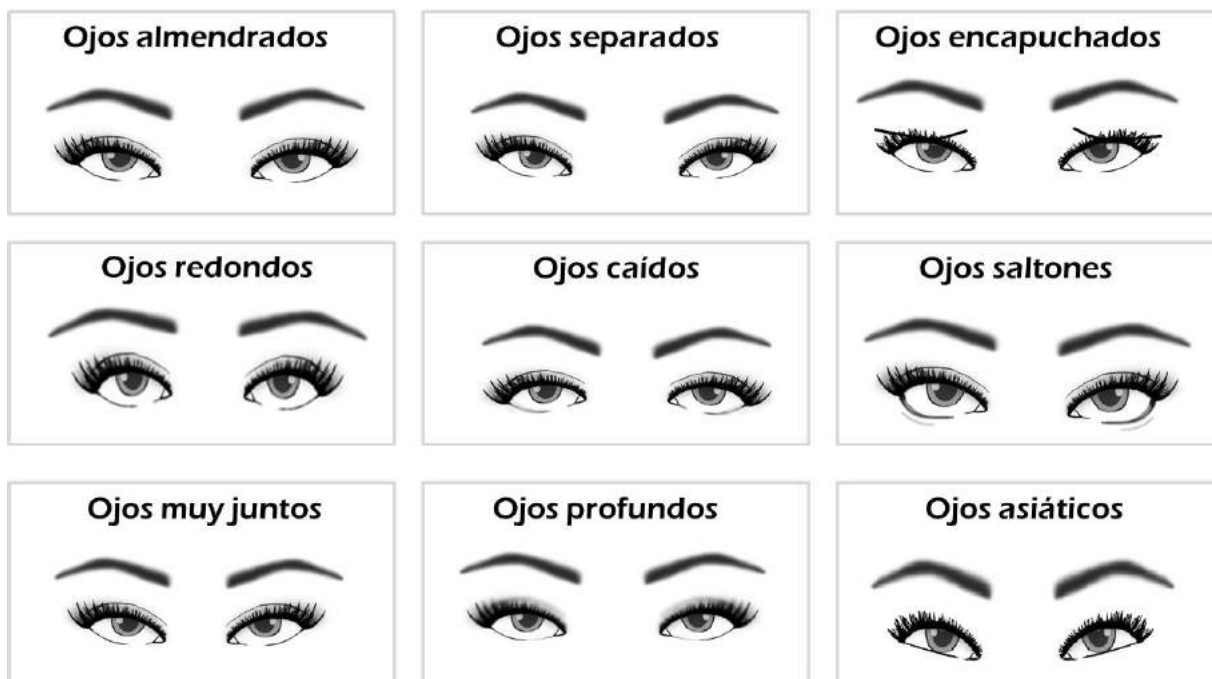 Ojos almendrados
Ojos separados
Ojos encapuchados
Ojos redondos
Ojos caídos
Ojos saltones
Ojos muy juntos
Ojos profundos
Ojos asiáticos